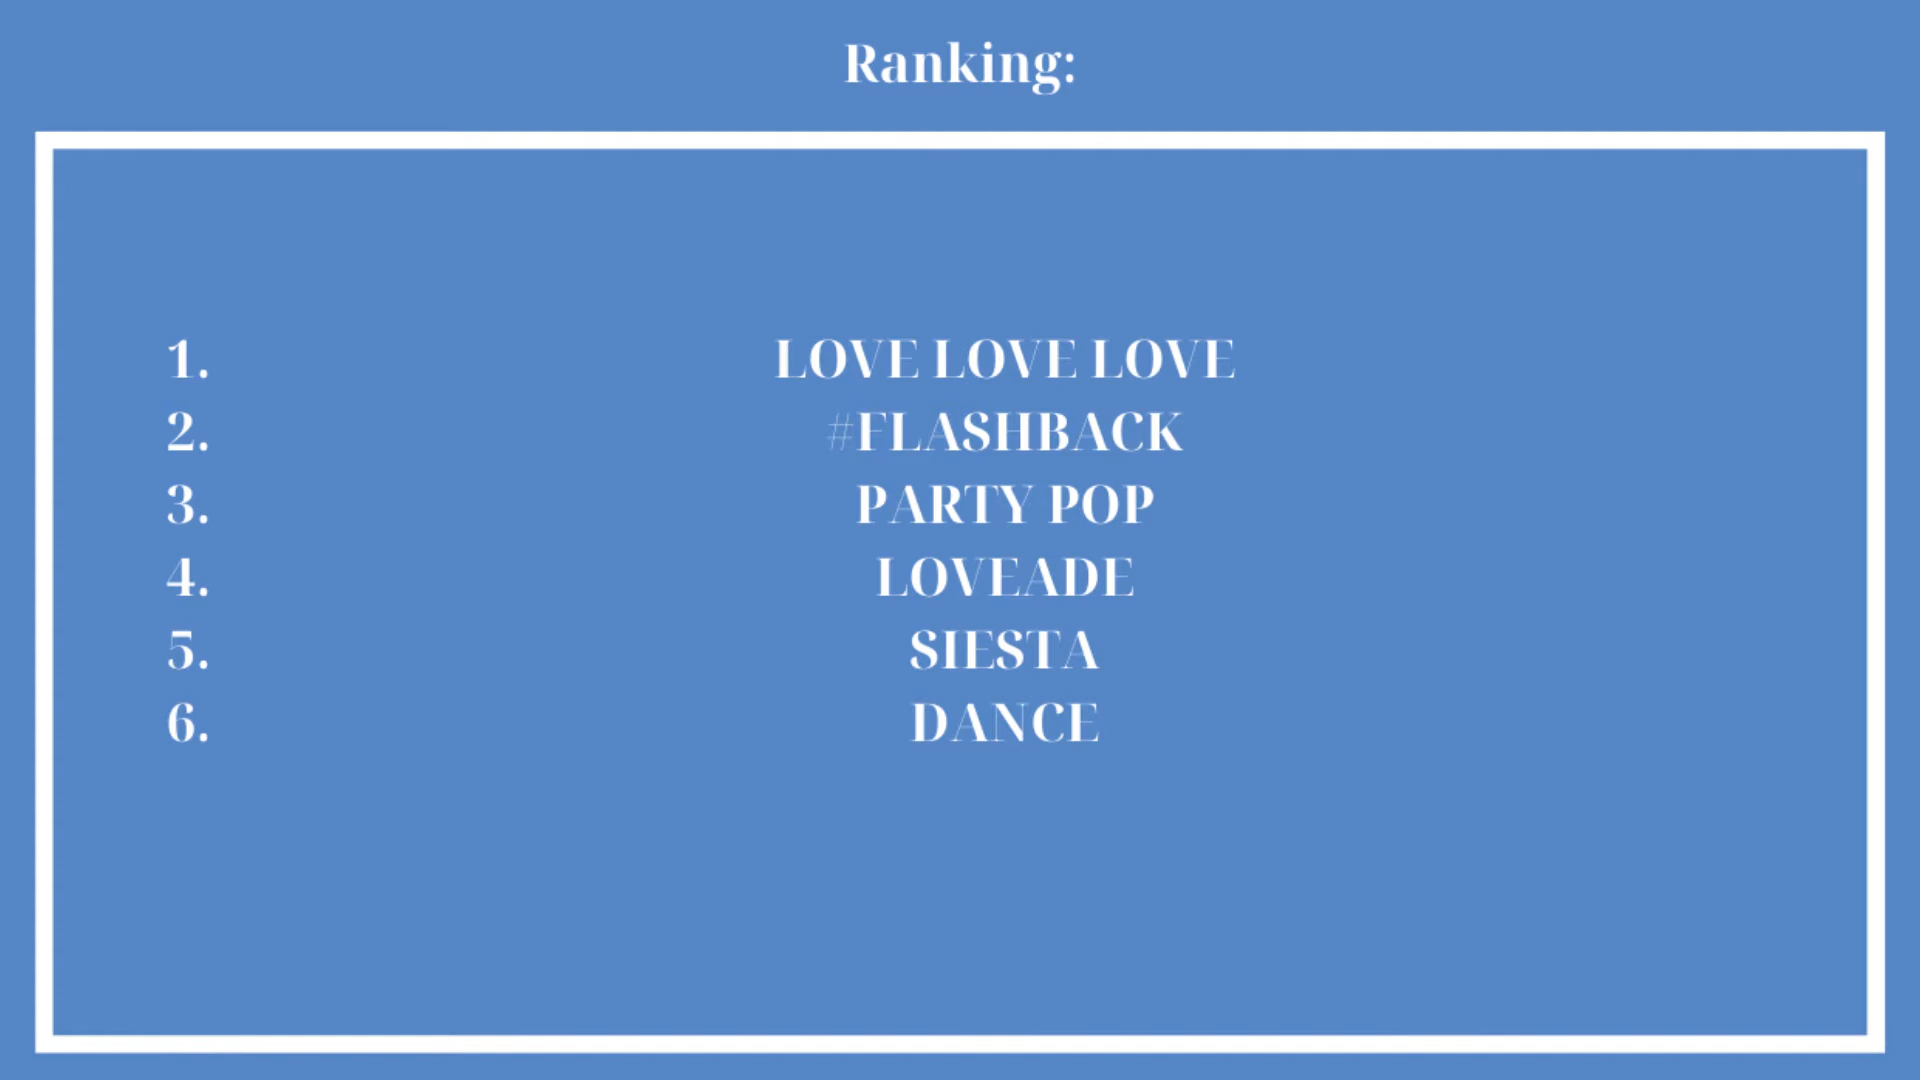 Ranking:
1. LOVE LOVE LOVE
2. #FLASHBACK
3. PARTY POP
4. LOVEADE
5. SIESTA
6. DANCE